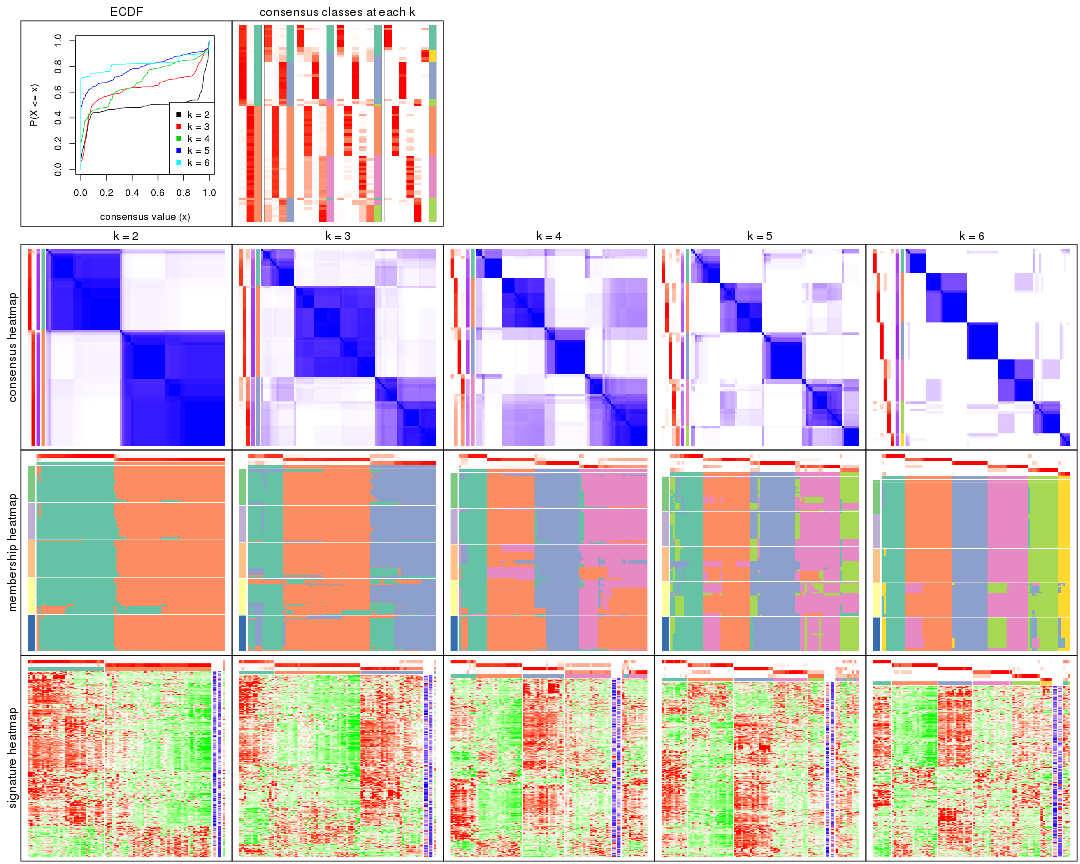 ECDF
consensus classes at each k
P(X <= x)
0.0
0.2
0.4
0.6
0.8
1.0
k = 2
k = 3
k = 4
k = 5
k = 6
0.0 0.2 0.4 0.6 0.8 1.0
consensus value (x)
k = 2
k = 3
k = 4
k = 5
k = 6
consensus heatmap
membership heatmap
signature heatmap